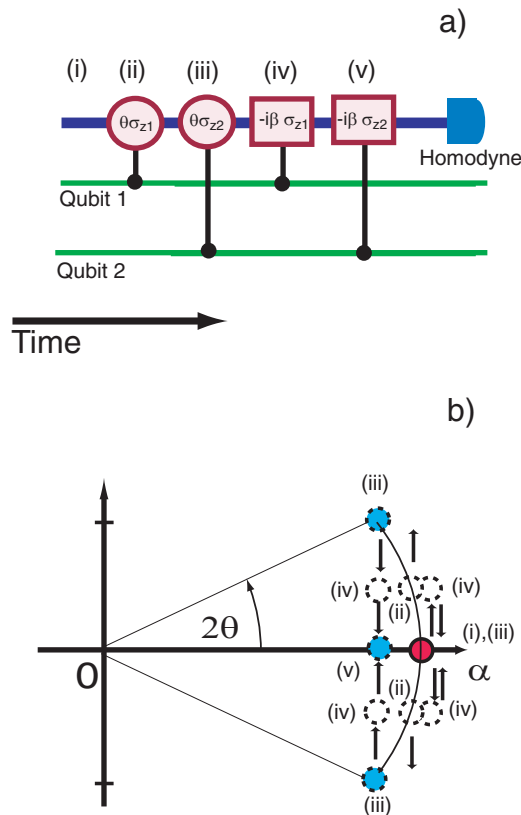 a)
(i) (ii) (iii) (iv) (v)
θσz1 θσz2 -iβ σz1 -iβ σz2
Homodyne
Qubit 1
Qubit 2
Time
b)
(iii)
(iv) (ii) (iv)
2θ
(i),(iii)
0 (v) α
(ii)
(iv) (iv)
(iii)